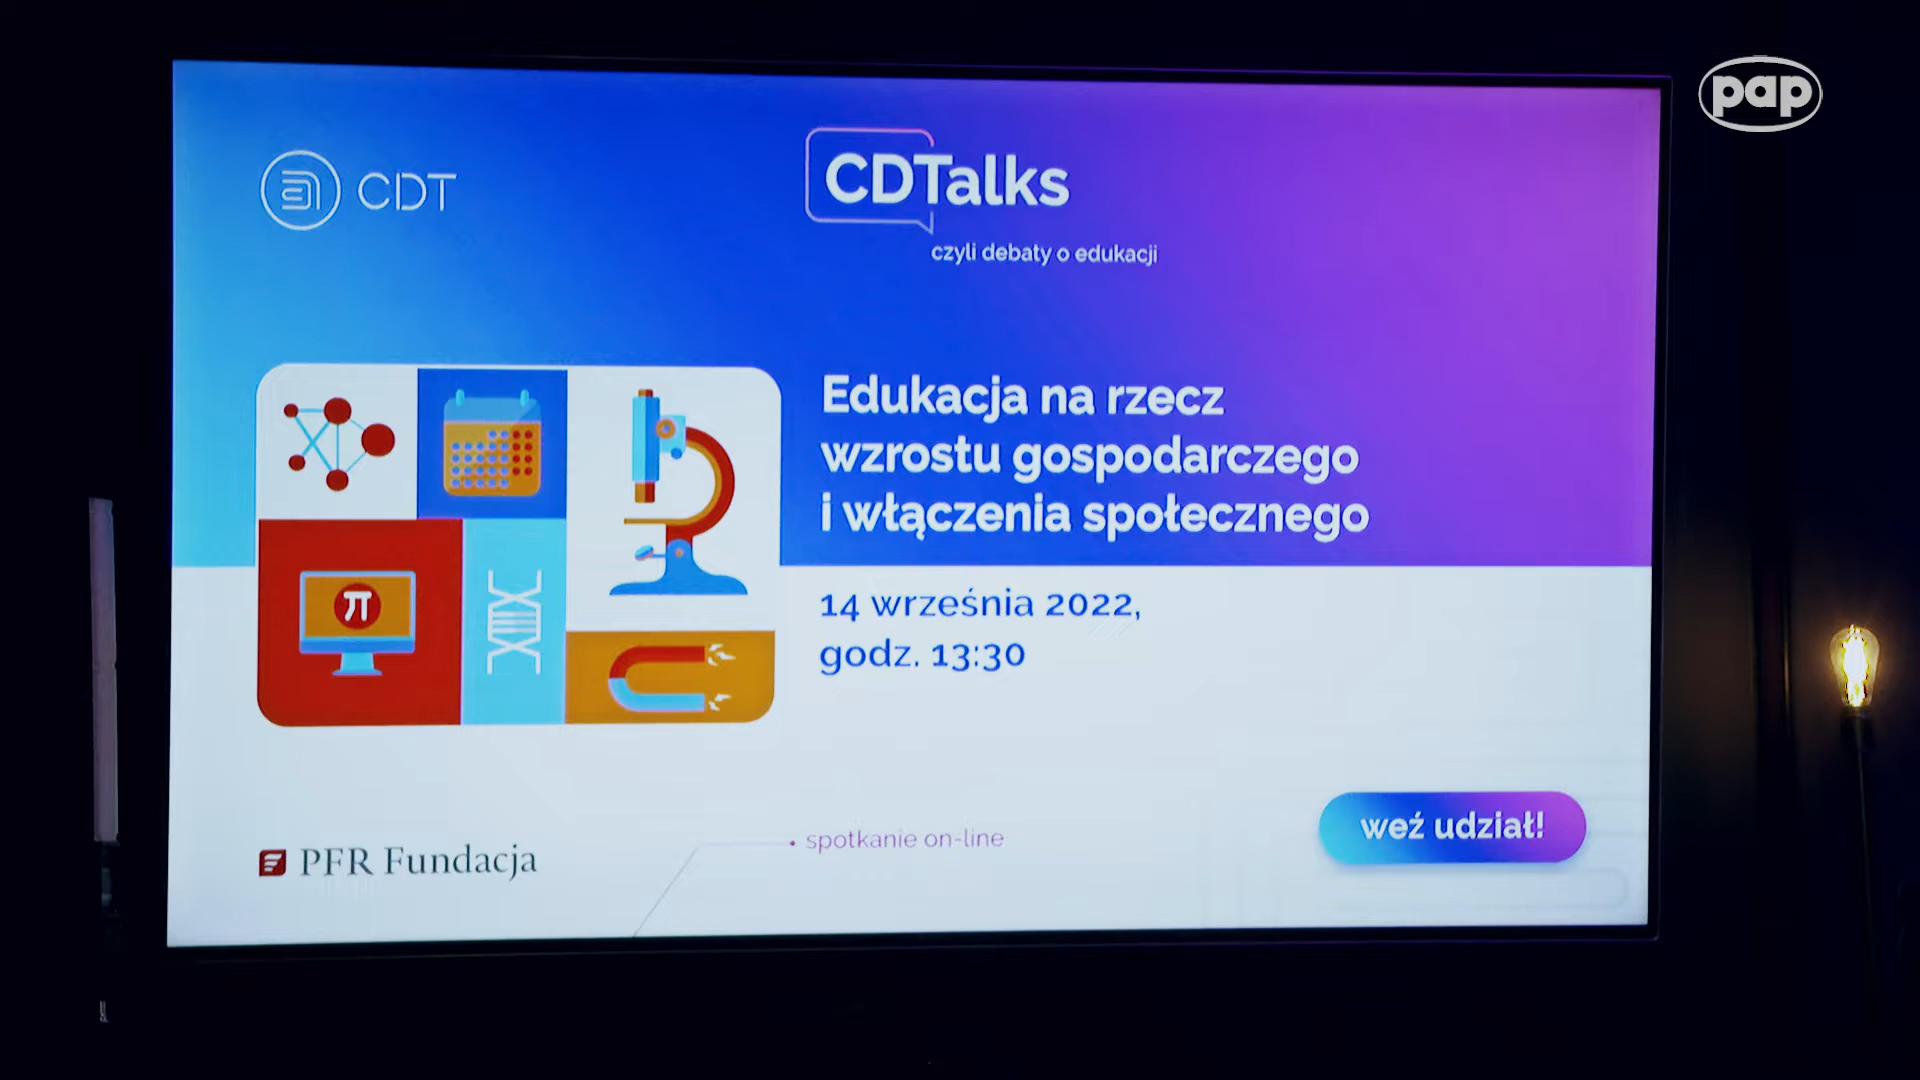 pap
CDT
CDTalks
czyli debaty o edukacji
Edukacja na rzecz
wzrostu gospodarczego
i włączenia społecznego
π
14 września 2022,
godz. 13:30
spotkanie on-line
weź udział!
PFR Fundacja